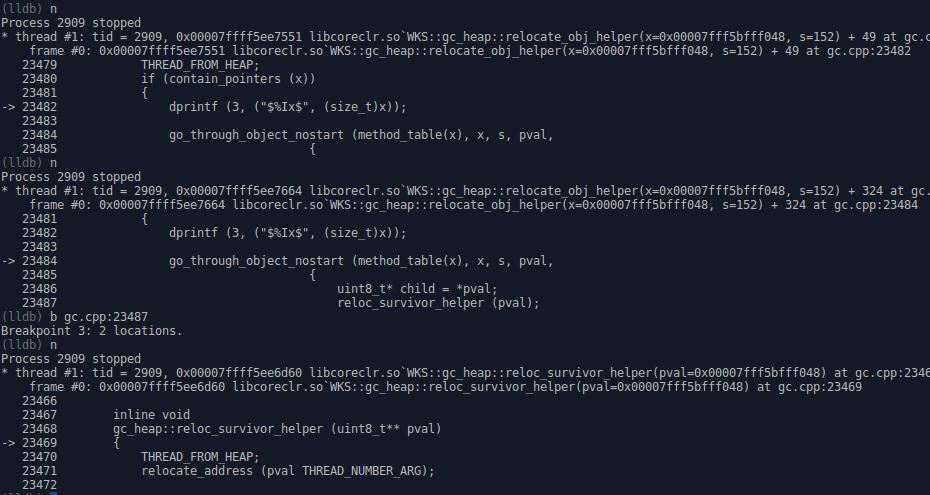 (lldb) n
Process 2909 stopped
* thread #1: tid = 2909, 0x00007ffff5ee7551 libcoreclr.so`WKS::gc_heap::relocate_obj_helper(x=0x00007fff5bfff048, s=152) + 49 at gc.c
frame #0: 0x00007ffff5ee7551 libcoreclr.so`WKS::gc_heap::relocate_obj_helper(x=0x00007fff5bfff048, s=152) + 49 at gc.cpp:23482
23479 THREAD_FROM_HEAP;
23480 if (contain_pointers (x))
23481 {
-> 23482 dprintf (3, ("$%Ix$", (size_t)x));
23483
23484 go_through_object_nostart (method_table(x), x, s, pval,
23485 {
(lldb) n
Process 2909 stopped
* thread #1: tid = 2909, 0x00007ffff5ee7664 libcoreclr.so`WKS::gc_heap::relocate_obj_helper(x=0x00007fff5bfff048, s=152) + 324 at gc.
frame #0: 0x00007ffff5ee7664 libcoreclr.so`WKS::gc_heap::relocate_obj_helper(x=0x00007fff5bfff048, s=152) + 324 at gc.cpp:23484
23481 {
23482 dprintf (3, ("$%Ix$", (size_t)x));
23483
-> 23484 go_through_object_nostart (method_table(x), x, s, pval,
23485 {
23486 uint8_t* child = *pval;
23487 reloc_survivor_helper (pval);
(lldb) b gc.cpp:23487
Breakpoint 3: 2 locations.
(lldb) n
Process 2909 stopped
* thread #1: tid = 2909, 0x00007ffff5ee6d60 libcoreclr.so`WKS::gc_heap::reloc_survivor_helper(pval=0x00007fff5bfff048) at gc.cpp:2346
frame #0: 0x00007ffff5ee6d60 libcoreclr.so`WKS::gc_heap::reloc_survivor_helper(pval=0x00007fff5bfff048) at gc.cpp:23469
23466
23467 inline void
23468 gc_heap::reloc_survivor_helper (uint8_t** pval)
-> 23469 {
23470 THREAD_FROM_HEAP;
23471 relocate_address (pval THREAD_NUMBER_ARG);
23472